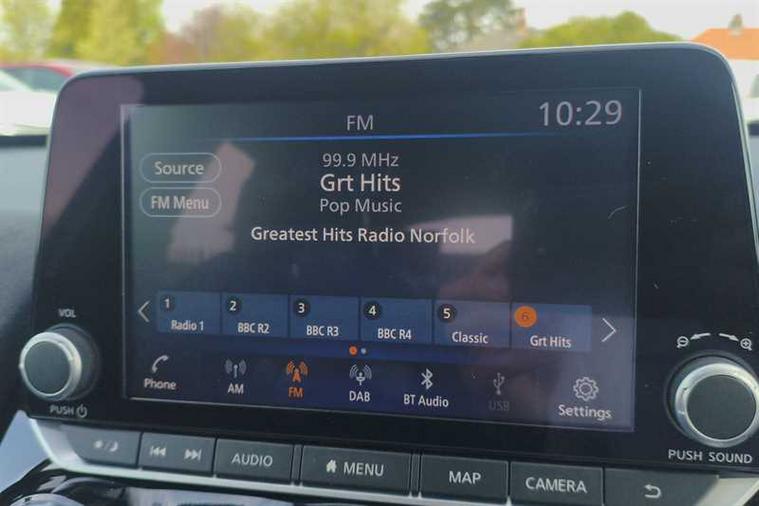 FM
10:29
99.9 MHz
Source
Grt Hits
FM Menu
Pop Music
Greatest Hits Radio Norfolk
1
Radio 1
2
BBC R2
3
BBC R3
4
BBC R4
5
Classic
6
Grt Hits
Phone
AM
FM
DAB
BT Audio
USB
Settings
VOL
PUSH
PUSH SOUND
AUDIO
MENU
MAP
CAMERA